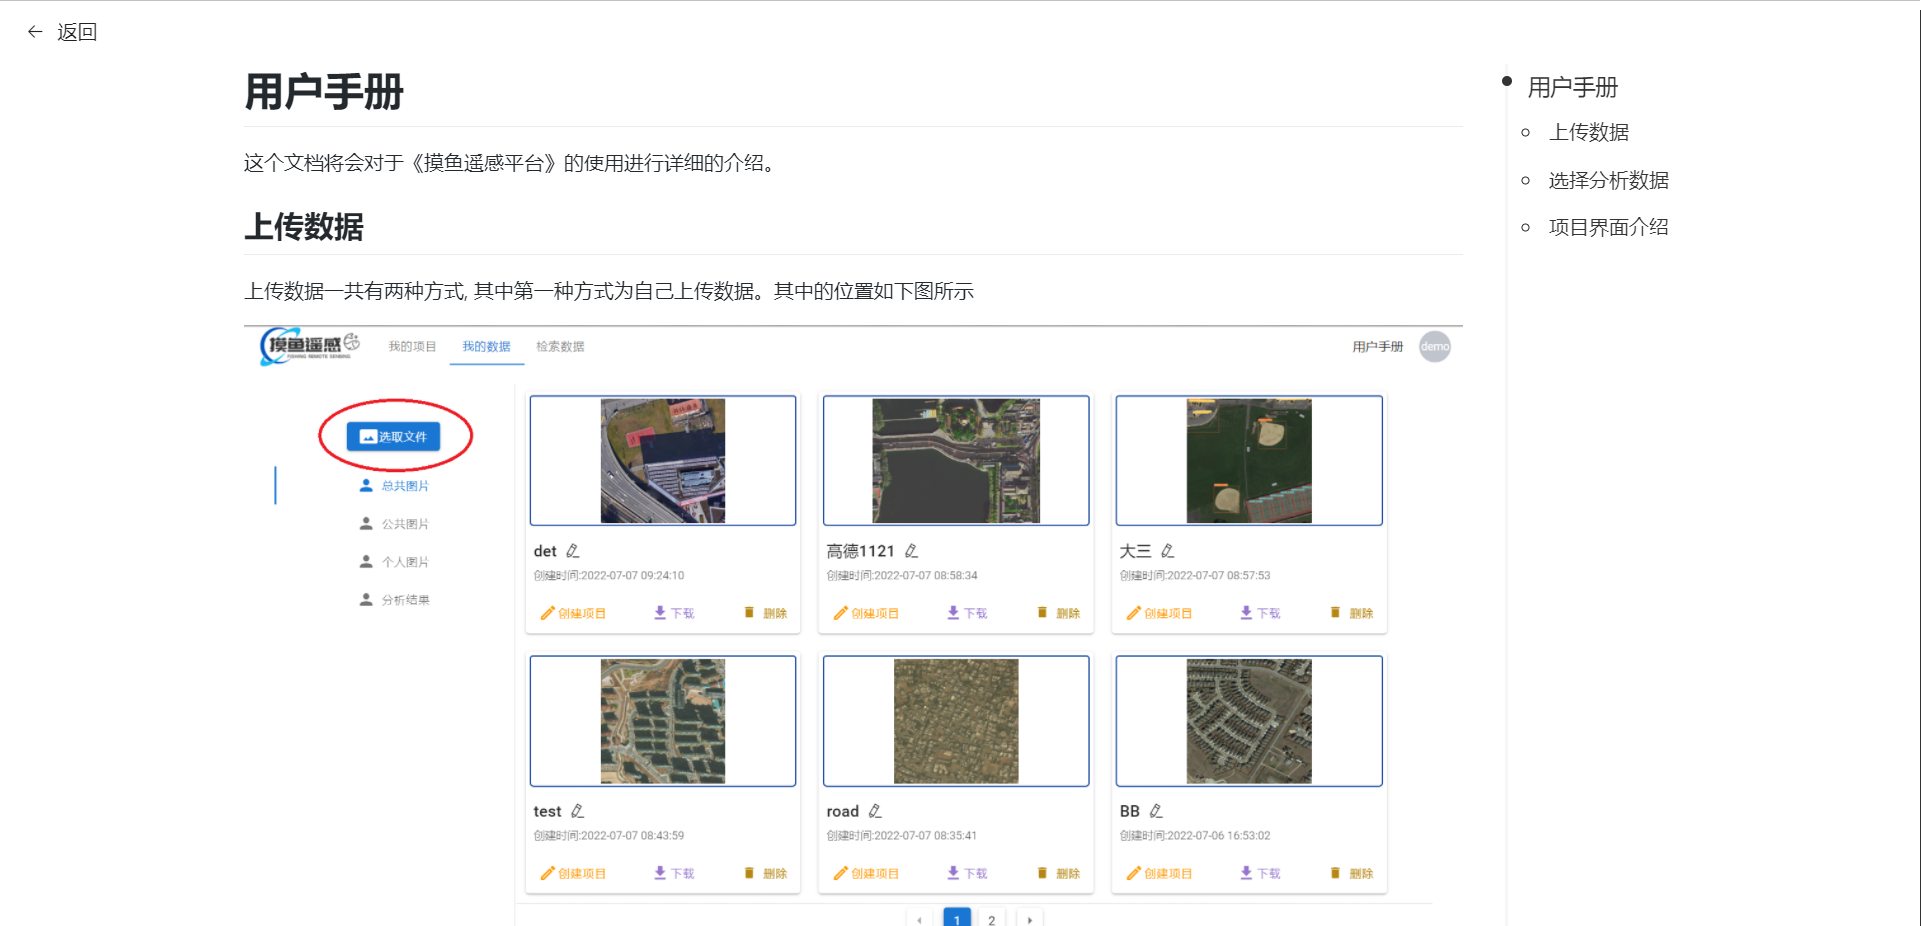 返回
用户手册
这个文档将会对于《摸鱼遥感平台》的使用进行详细的介绍。
上传数据
上传数据一共有两种方式, 其中第一种方式为自己上传数据。其中的位置如下图所示
摸鱼遥感
FISHING REMOTE SENSING
我的项目 我的数据 检索数据
用户手册 demo
选取文件
总共图片
公共图片
个人图片
分析结果
det
创建时间:2022-07-07 09:24:10
创建项目 下载 删除
高德1121
创建时间:2022-07-07 08:58:34
创建项目 下载 删除
大三
创建时间:2022-07-07 08:57:53
创建项目 下载 删除
test
创建时间:2022-07-07 08:43:59
创建项目 下载 删除
road
创建时间:2022-07-07 08:35:41
创建项目 下载 删除
BB
创建时间:2022-07-06 16:53:02
创建项目 下载 删除
1 2
用户手册
上传数据
选择分析数据
项目界面介绍